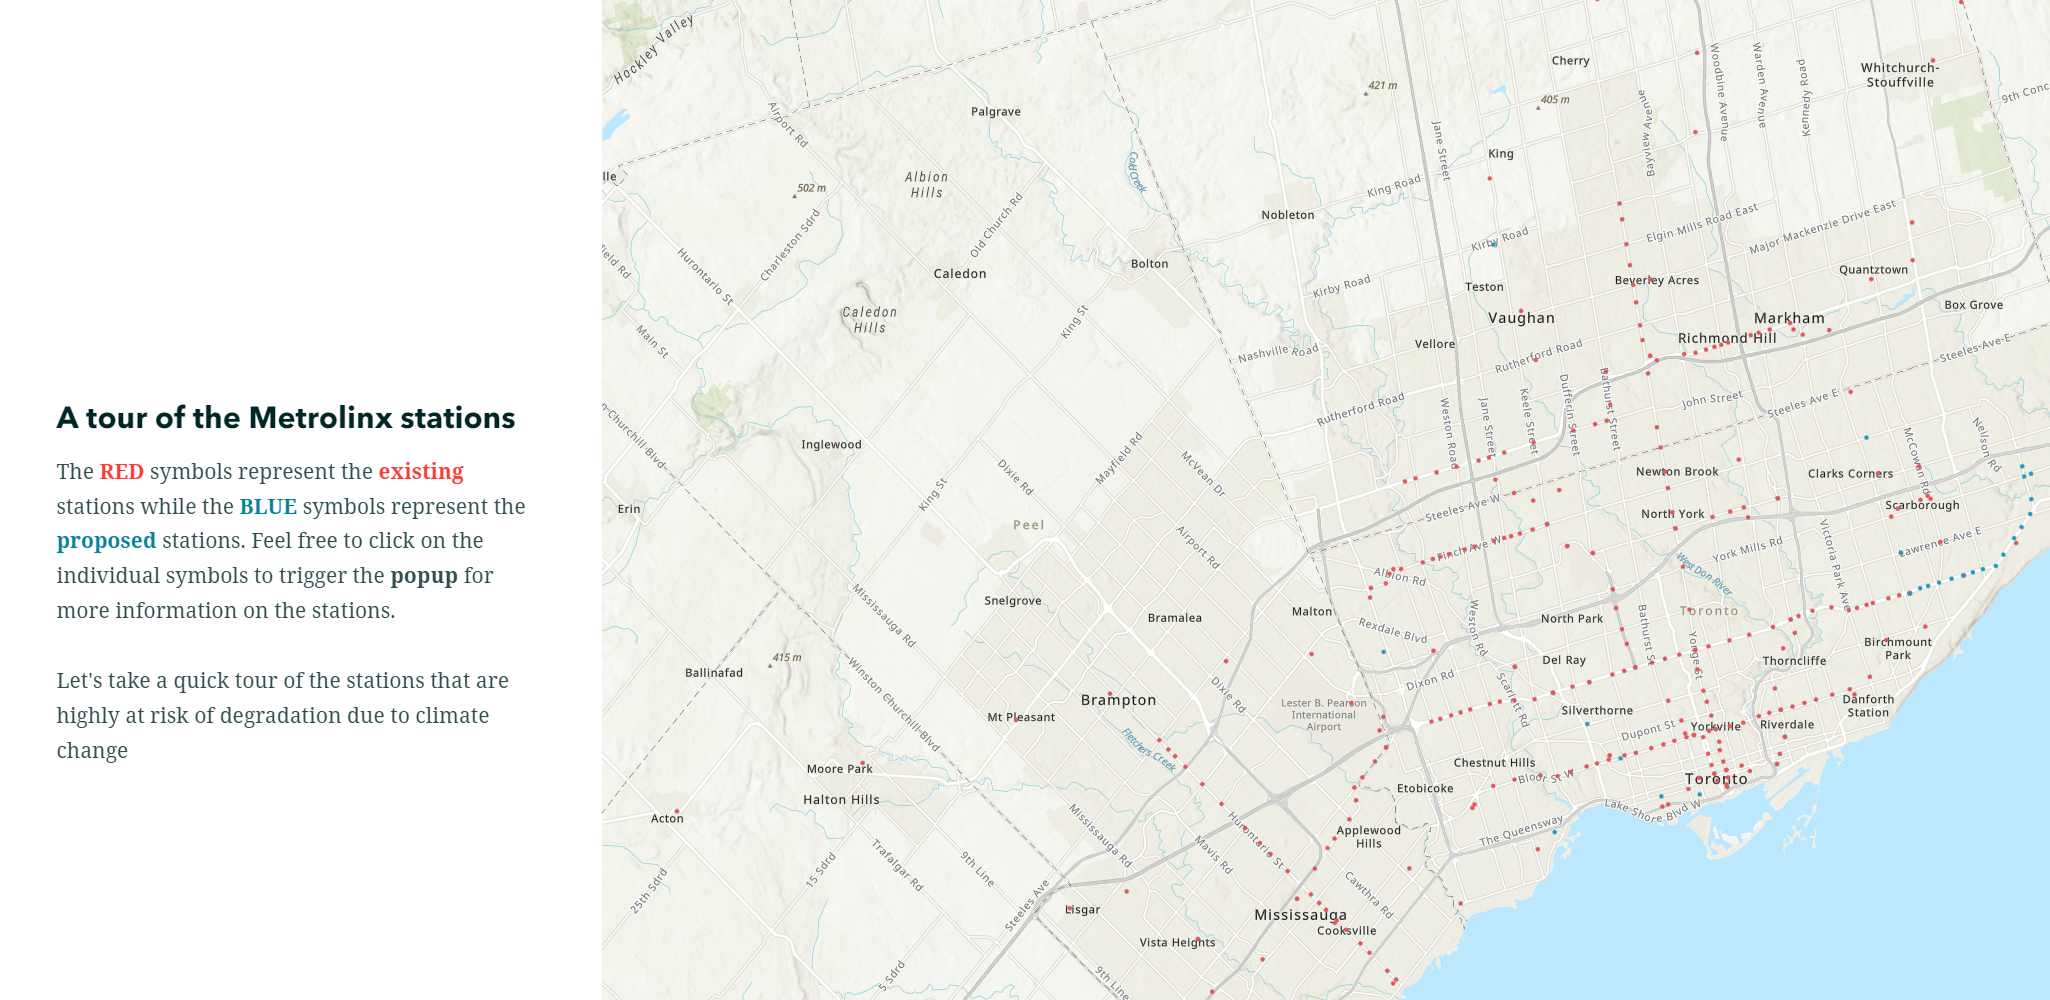 A tour of the Metrolinx stations
The RED symbols represent the existing
stations while the BLUE symbols represent the
proposed stations. Feel free to click on the
individual symbols to trigger the popup for
more information on the stations.
Let's take a quick tour of the stations that are
highly at risk of degradation due to climate
change
Hockley Valley
Cherry
Whitchurch-
Stouffville
421 m
405 m
9th Conc
Palgrave
Airport Rd
Jane Street
Bayview Avenue
Woodbine Avenue
Warden Avenue
Kennedy Road
King
Cold Creek
lle
Albion
Hills
502 m
King Road
Nobleton
Old Church Rd
Charleston Sdrd
Kirby Road
Elgin Mills Road East
Major Mackenzie Drive East
field Rd
Hurontario St
Caledon
Bolton
Kirby Road
Teston
Beverley Acres
Quantztown
Box Grove
Caledon
Hills
King St
Vaughan
Markham
Richmond Hill
Main St
Nashville Road
Vellore
Rutherford Road
Steeles Ave E
Rutherford Road
Weston Road
Jane Street
Keele Street
Dufferin Street
Bathurst Street
John Street
Steeles Ave E
n-Churchill-Blvd
Inglewood
Mayfield Rd
McVean Dr
Dixie Rd
King St
Newton Brook
Clarks Corners
McCowan Rd
Neilson Rd
Erin
Peel
Airport Rd
Steeles Ave W
North York
Scarborough
Finch Ave W
York Mills Rd
Victoria Park Ave
Lawrence Ave E
Albion Rd
West Don River
Snelgrove
Mississauga Rd
Bramalea
Malton
Rexdale Blvd
Weston Rd
North Park
Bathurst St
Toronto
Yonge St
Birchmount
Park
415 m
Ballinafad
Winston Churchill-Blvd
Dixon Rd
Scarlett Rd
Del Ray
Thorncliffe
Brampton
Mt Pleasant
Dixie Rd
Lester B. Pearson
International
Airport
Silverthorne
Dupont St
Yorkville
Riverdale
Danforth
Station
Fletchers Creek
Moore Park
Halton Hills
Chestnut Hills
Etobicoke
Bloor St W
Toronto
Lake Shore Blvd W
Acton
Mississauga Rd
Hurontario St
Applewood
Hills
The Queensway
Trafalgar Rd
15 Sdrd
9th Line
Mavis Rd
Cawthra Rd
25th Sdrd
Steeles Ave
Lisgar
Mississauga
Cooksville
Vista Heights
5 Sdrd
9th Line